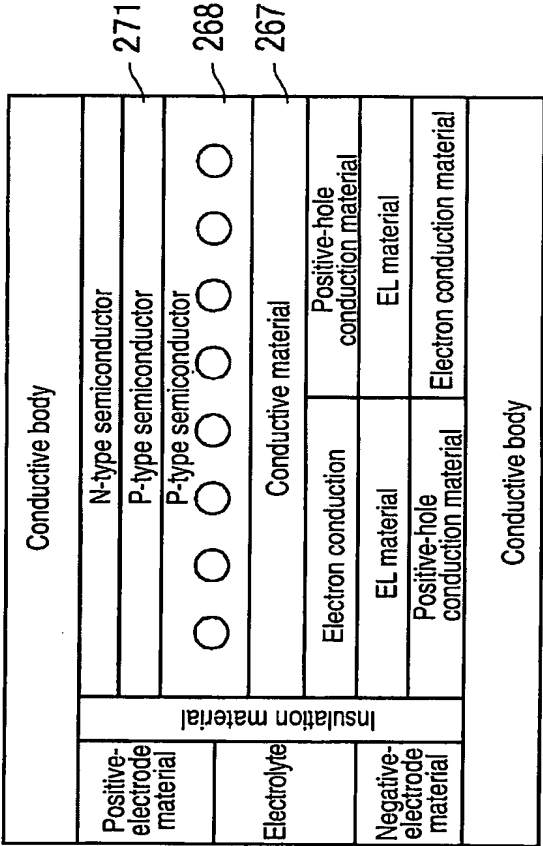 Conductive body
N-type semiconductor
P-type semiconductor
P-type semiconductor
Conductive material
Electron conduction
EL material
Positive-hole
conduction material
Positive-hole
conduction material
EL material
Electron conduction material
Insulation material
Positive-
electrode
material
Electrolyte
Negative-
electrode
material
Conductive body
271
268
267